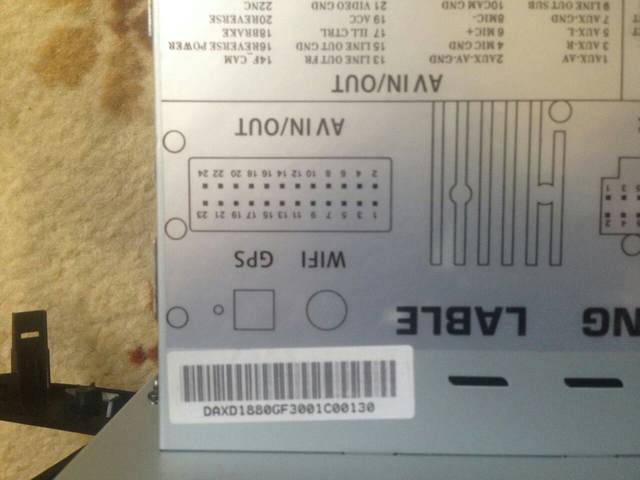 DAXD1880GF3001C00130
NG LABLE
WIFI GPS
1 3 5 7 9 11 13 15 17 19 21 23
2 4 6 8 10 12 14 16 18 20 22 24
AV IN/OUT
AV IN/OUT
1AUX-AV 2AUX-AV-GND 13 LINE OUT FR 14F_CAM
3 AUX-R 4 MIC GND 15 LINE OUT GND 16REVERSE POWER
5 AUX-L 6 MIC+ 17 ILL CTRL 18BRAKE
7 AUX-GND 8MIC- 19 ACC 20REVERSE
9 LINE OUT SUB 10CAM GND 21 VIDEO GND 22NC